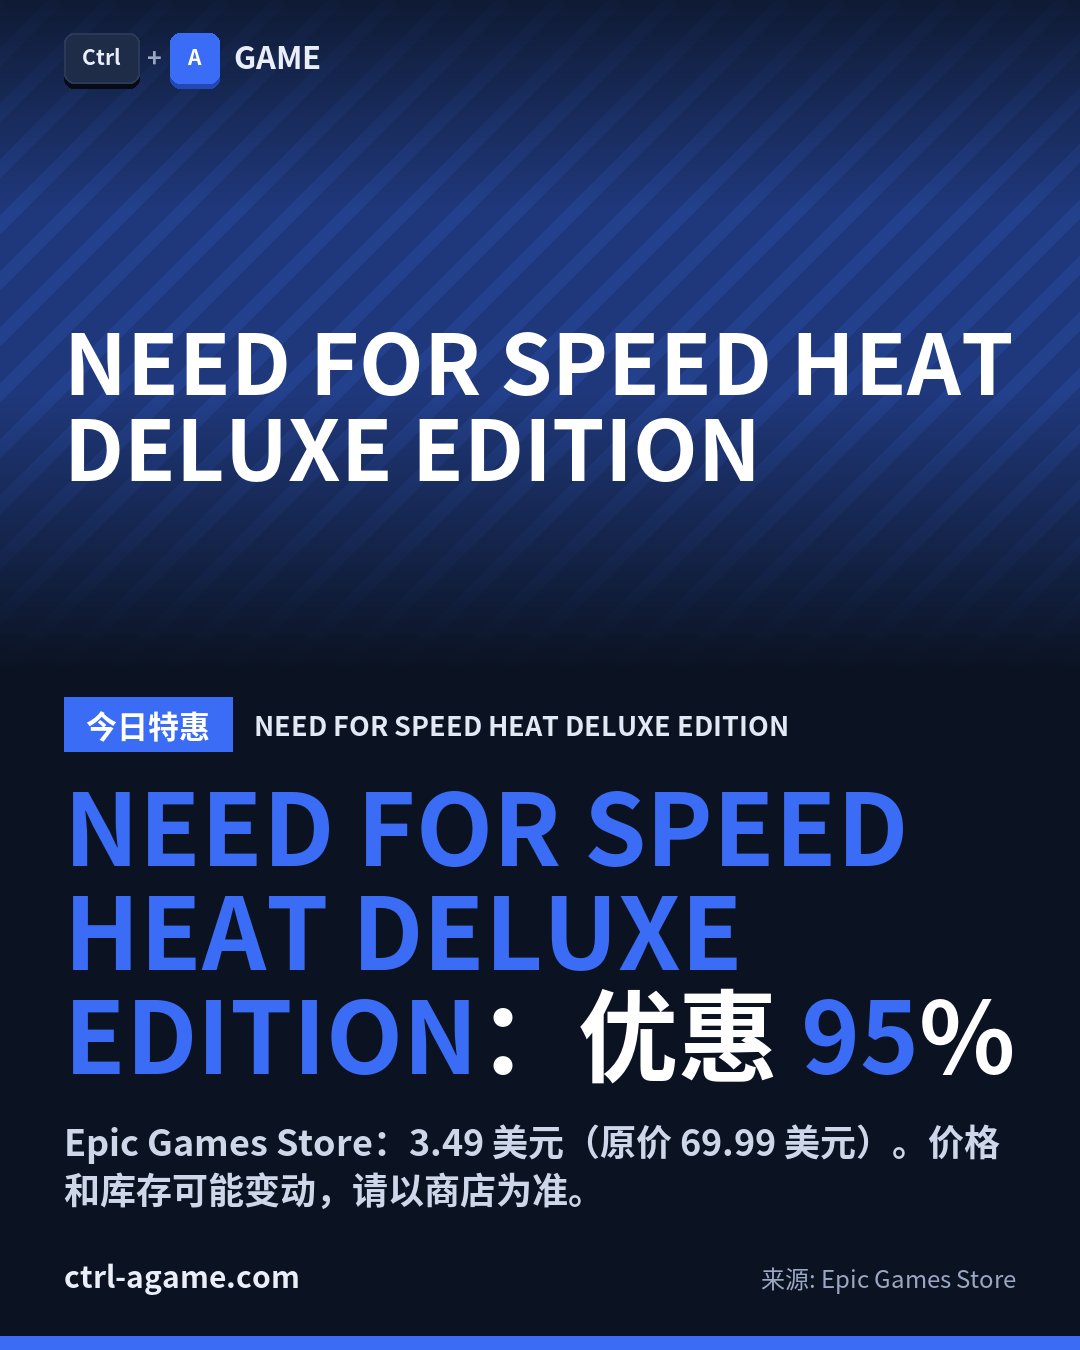 Ctrl + A GAME
NEED FOR SPEED HEAT
DELUXE EDITION
今日特惠 NEED FOR SPEED HEAT DELUXE EDITION
NEED FOR SPEED
HEAT DELUXE
EDITION：优惠 95%
Epic Games Store：3.49 美元（原价 69.99 美元）。价格
和库存可能变动，请以商店为准。
ctrl-agame.com
来源: Epic Games Store